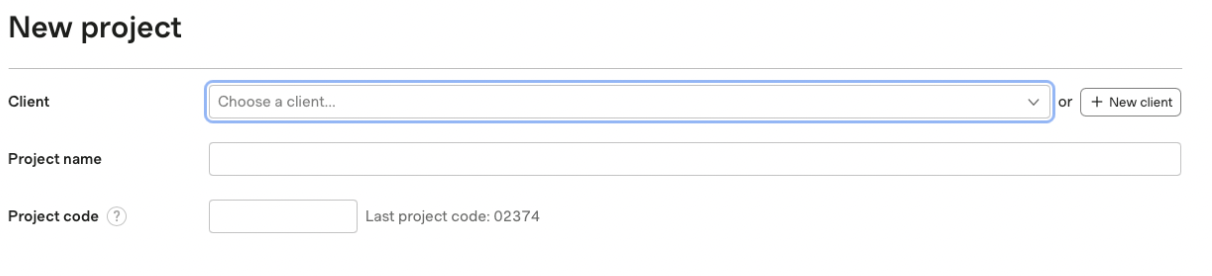 New project
Client Choose a client... or + New client
Project name
Project code ? Last project code: 02374